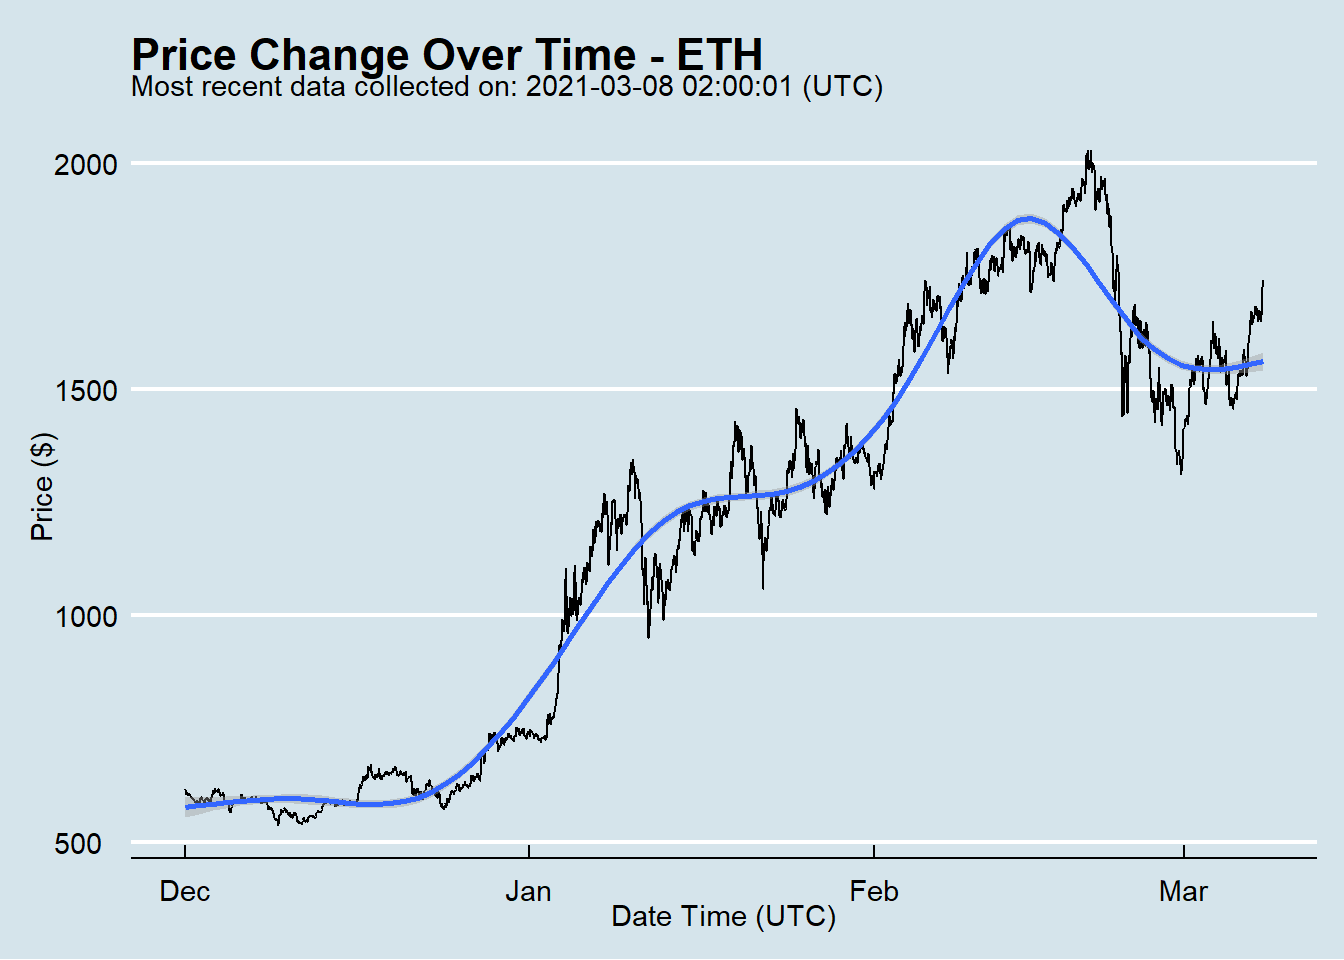 Price Change Over Time - ETH
Most recent data collected on: 2021-03-08 02:00:01 (UTC)
2000
1500
1000
500
Price ($)
Dec Jan Feb Mar
Date Time (UTC)